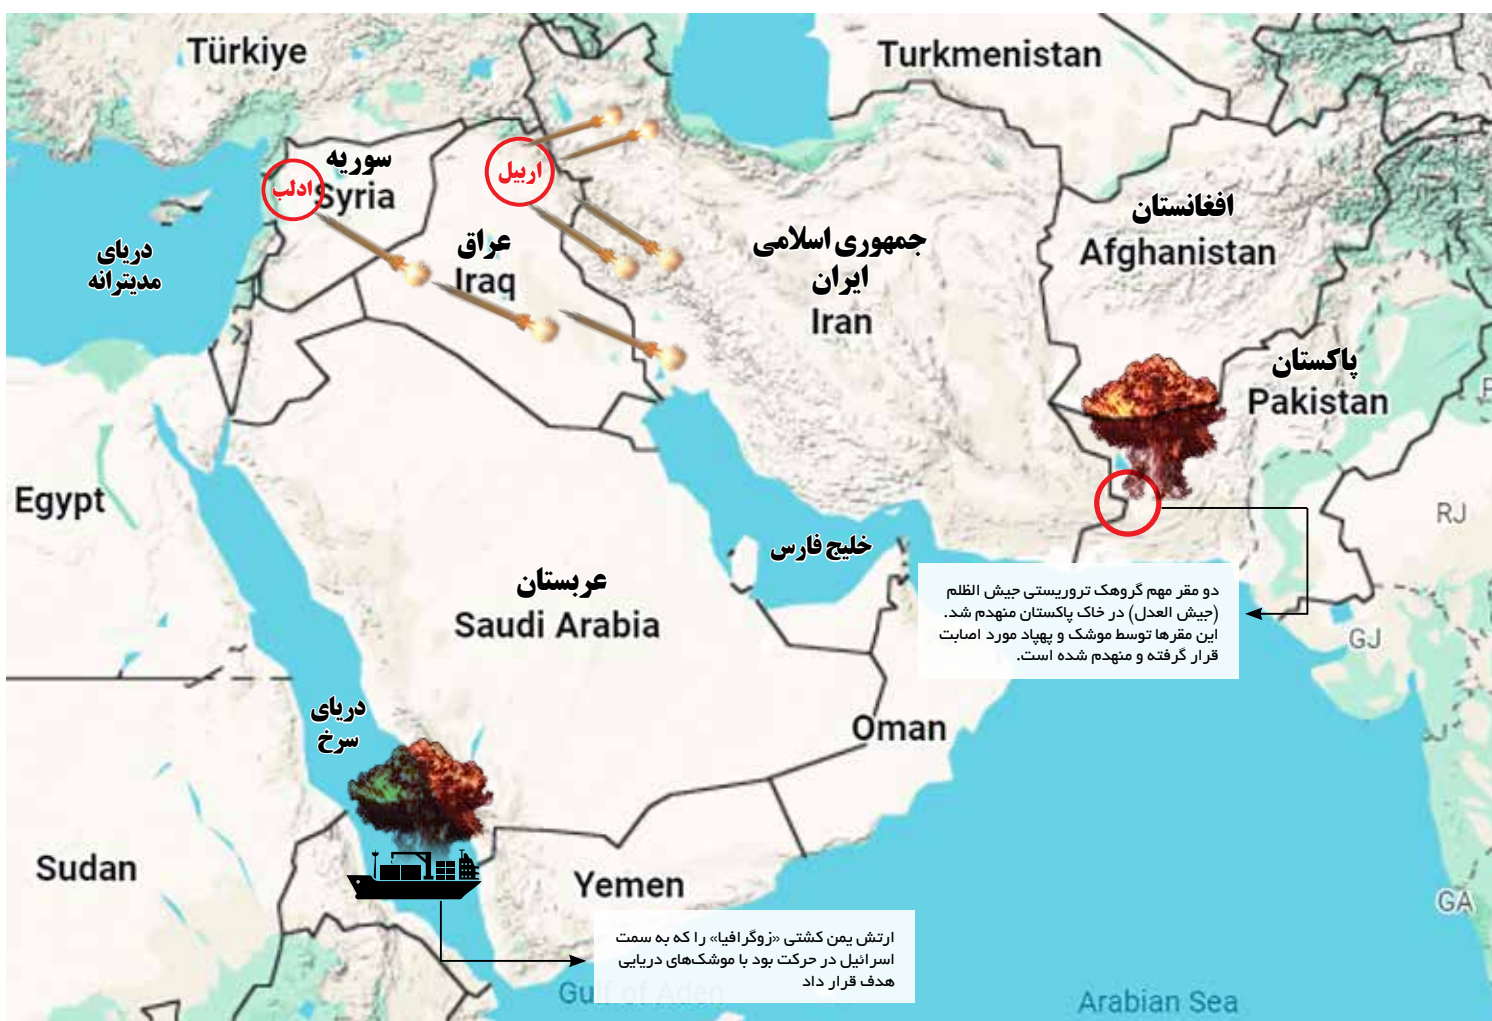 Türkiye
Turkmenistan
سوریه
Syria
ادلب
اربیل
دریای
مدیترانه
عراق
Iraq
جمهوری اسلامی
ایران
Iran
افغانستان
Afghanistan
پاکستان
Pakistan
Egypt
خلیج فارس
عربستان
Saudi Arabia
RJ
GJ
دو مقر مهم گروهک تروریستی جیش الظلم
(جیش العدل) در خاک پاکستان منهدم شد.
این مقرها توسط موشک و پهپاد مورد اصابت
قرار گرفته و منهدم شده است.
دریای
سرخ
Oman
Sudan
Yemen
GA
ارتش یمن کشتی «زوگرافیا» را که به سمت
اسرائیل در حرکت بود با موشک‌های دریایی
هدف قرار داد
Gulf of Aden
Arabian Sea